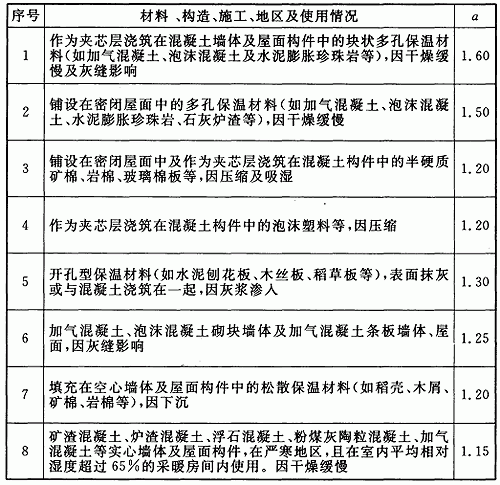 序号 材料、构造、施工、地区及使用情况 a
1 作为夹芯层浇筑在混凝土墙体及屋面构件中的块状多孔保温材
料(如加气混凝土、泡沫混凝土及水泥膨胀珍珠岩等),因干燥缓
慢及灰缝影响 1.60
2 铺设在密闭屋面中的多孔保温材料(如加气混凝土、泡沫混凝
土、水泥膨胀珍珠岩、石灰炉渣等),因干燥缓慢 1.50
3 铺设在密闭屋面中及作为夹芯层浇筑在混凝土构件中的半硬质
矿棉、岩棉、玻璃棉板等,因压缩及吸湿 1.20
4 作为夹芯层浇筑在混凝土构件中的泡沫塑料等,因压缩 1.20
5 开孔型保温材料(如水泥刨花板、木丝板、稻草板等),表面抹灰
或与混凝土浇筑在一起,因灰浆渗入 1.30
6 加气混凝土、泡沫混凝土砌块墙体及加气混凝土条板墙体、屋
面,因灰缝影响 1.25
7 填充在空心墙体及屋面构件中的松散保温材料(如稻壳、木屑、
矿棉、岩棉等),因下沉 1.20
8 矿渣混凝土、炉渣混凝土、浮石混凝土、粉煤灰陶粒混凝土、加气
混凝土等实心墙体及屋面构件,在严寒地区,且在室内平均相对
湿度超过65%的采暖房间内使用。因干燥缓慢 1.15